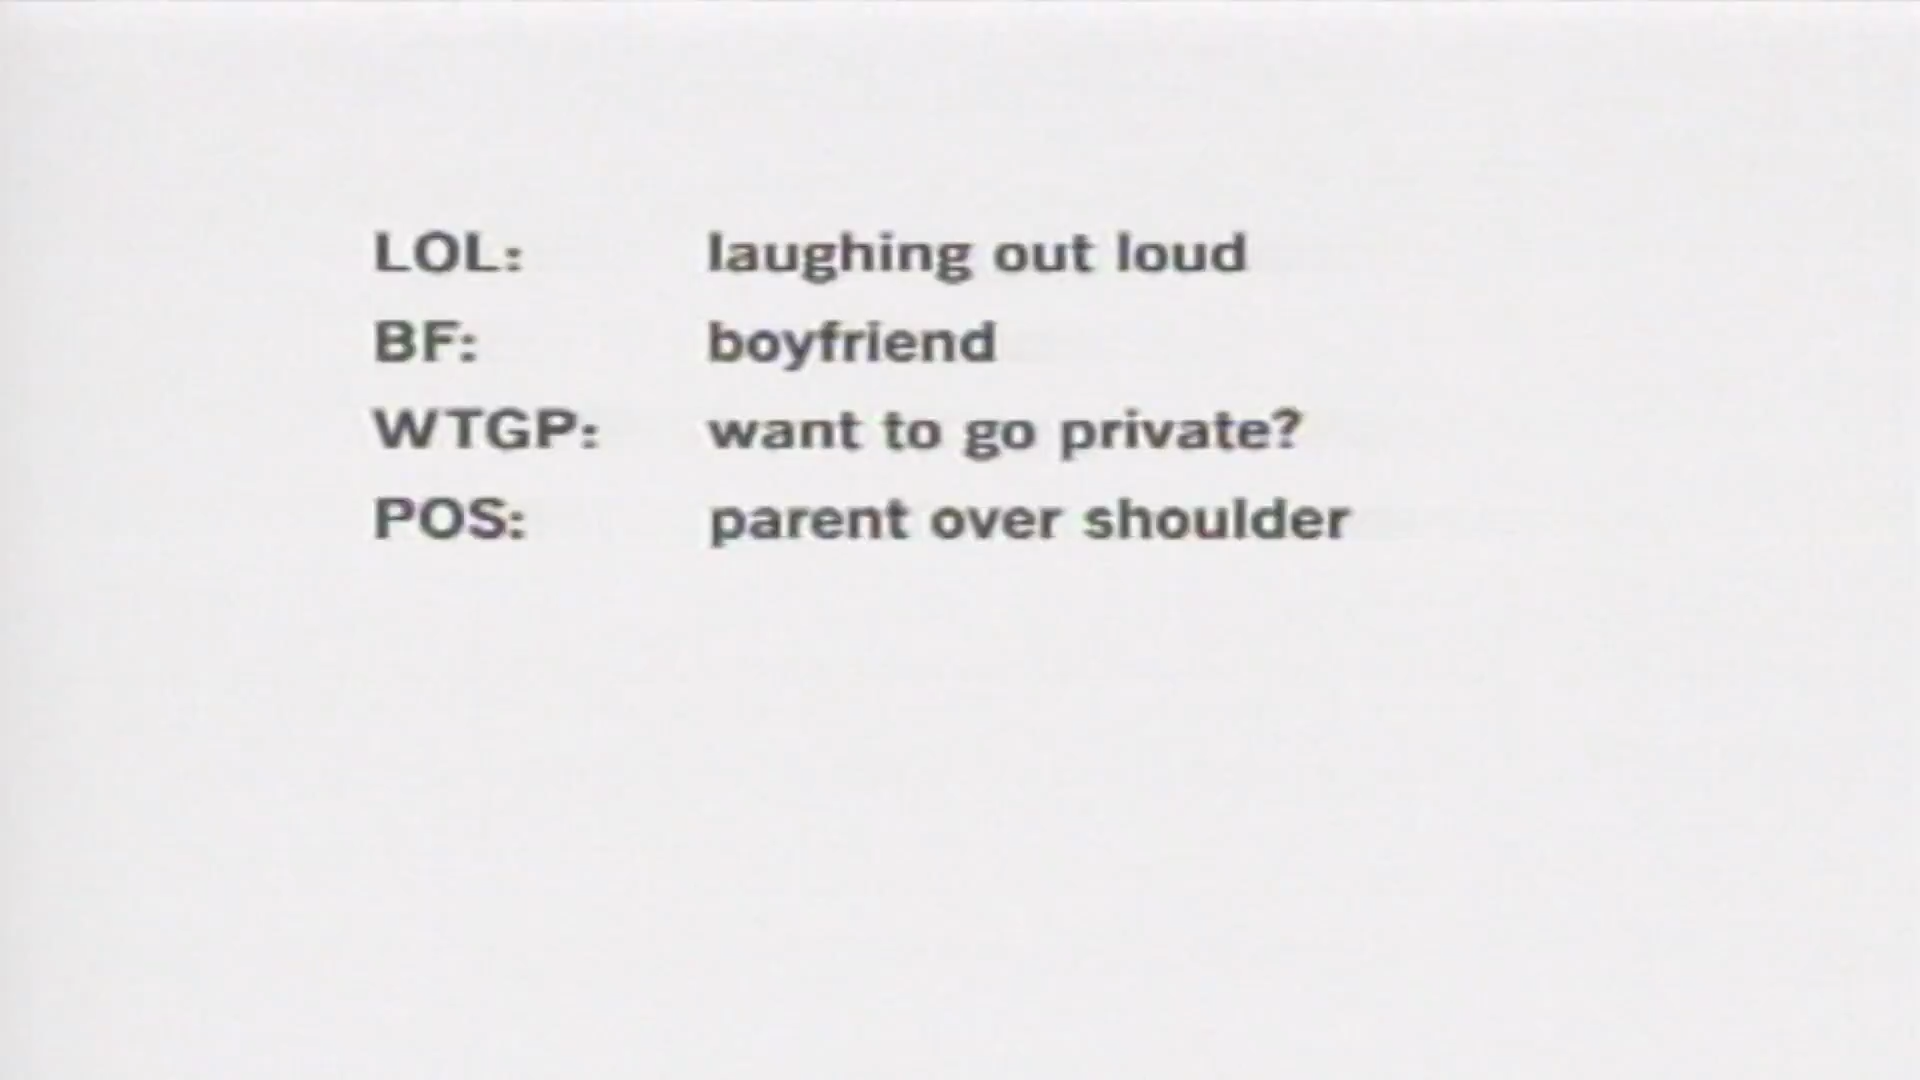 LOL: laughing out loud
BF: boyfriend
WTGP: want to go private?
POS: parent over shoulder